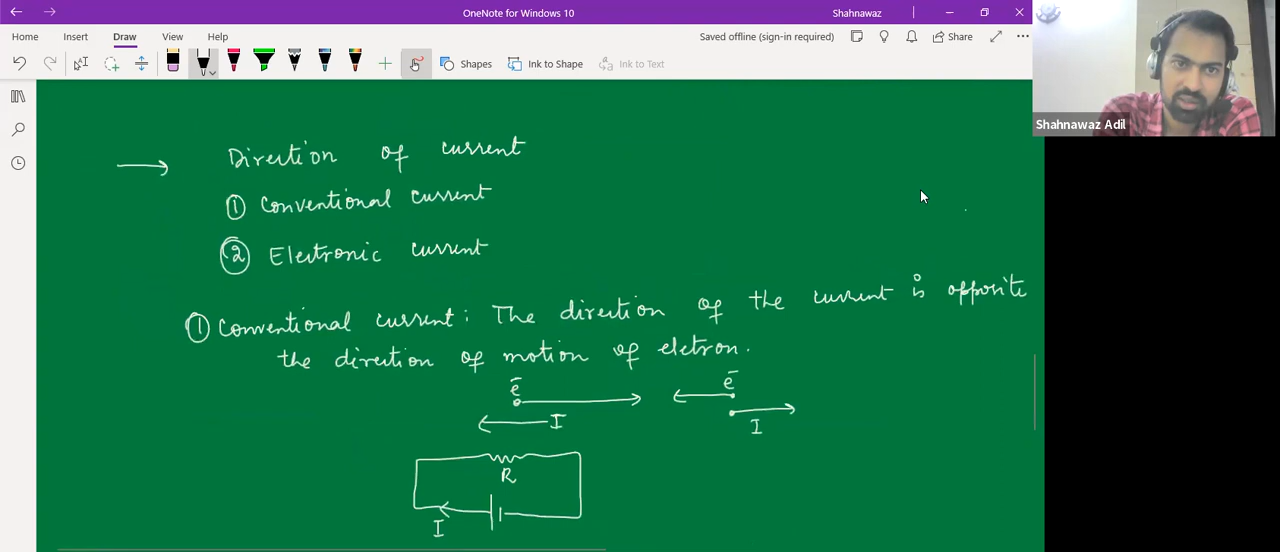 OneNote for Windows 10
Shahnawaz
Home Insert Draw View Help
Saved offline (sign-in required)
Share
Shapes
Ink to Shape
Ink to Text
Shahnawaz Adil
→ Direction of current
① Conventional current
② Electronic current
① Conventional current: The direction of the current is opposite
the direction of motion of eletron.
e̅ e̅
I I
R
I